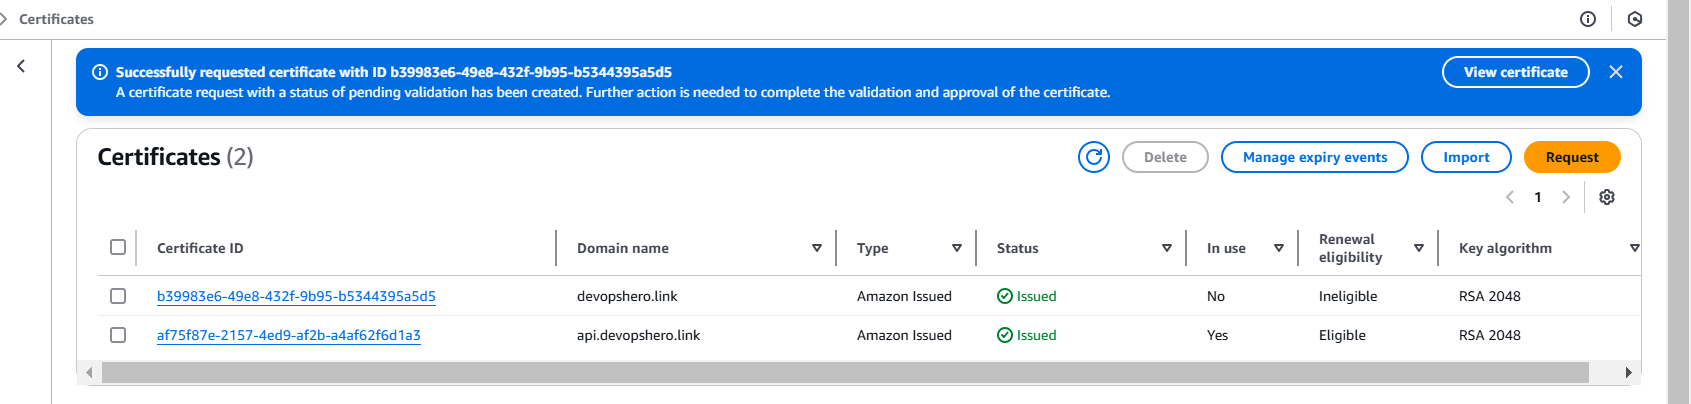 Certificates
Successfully requested certificate with ID b39983e6-49e8-432f-9b95-b5344395a5d5
A certificate request with a status of pending validation has been created. Further action is needed to complete the validation and approval of the certificate.
View certificate
Certificates (2)
Delete
Manage expiry events
Import
Request
1
Certificate ID Domain name Type Status In use Renewal eligibility Key algorithm
b39983e6-49e8-432f-9b95-b5344395a5d5 devopshero.link Amazon Issued Issued No Ineligible RSA 2048
af75f87e-2157-4ed9-af2b-a4af62f6d1a3 api.devopshero.link Amazon Issued Issued Yes Eligible RSA 2048